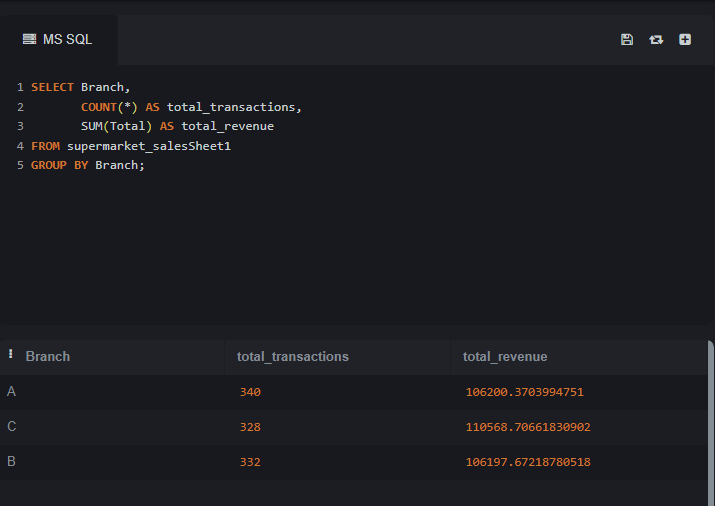 MS SQL
1 SELECT Branch,
2 COUNT(*) AS total_transactions,
3 SUM(Total) AS total_revenue
4 FROM supermarket_salesSheet1
5 GROUP BY Branch;
Branch total_transactions total_revenue
A 340 106200.3703994751
C 328 110568.70661830902
B 332 106197.67218780518